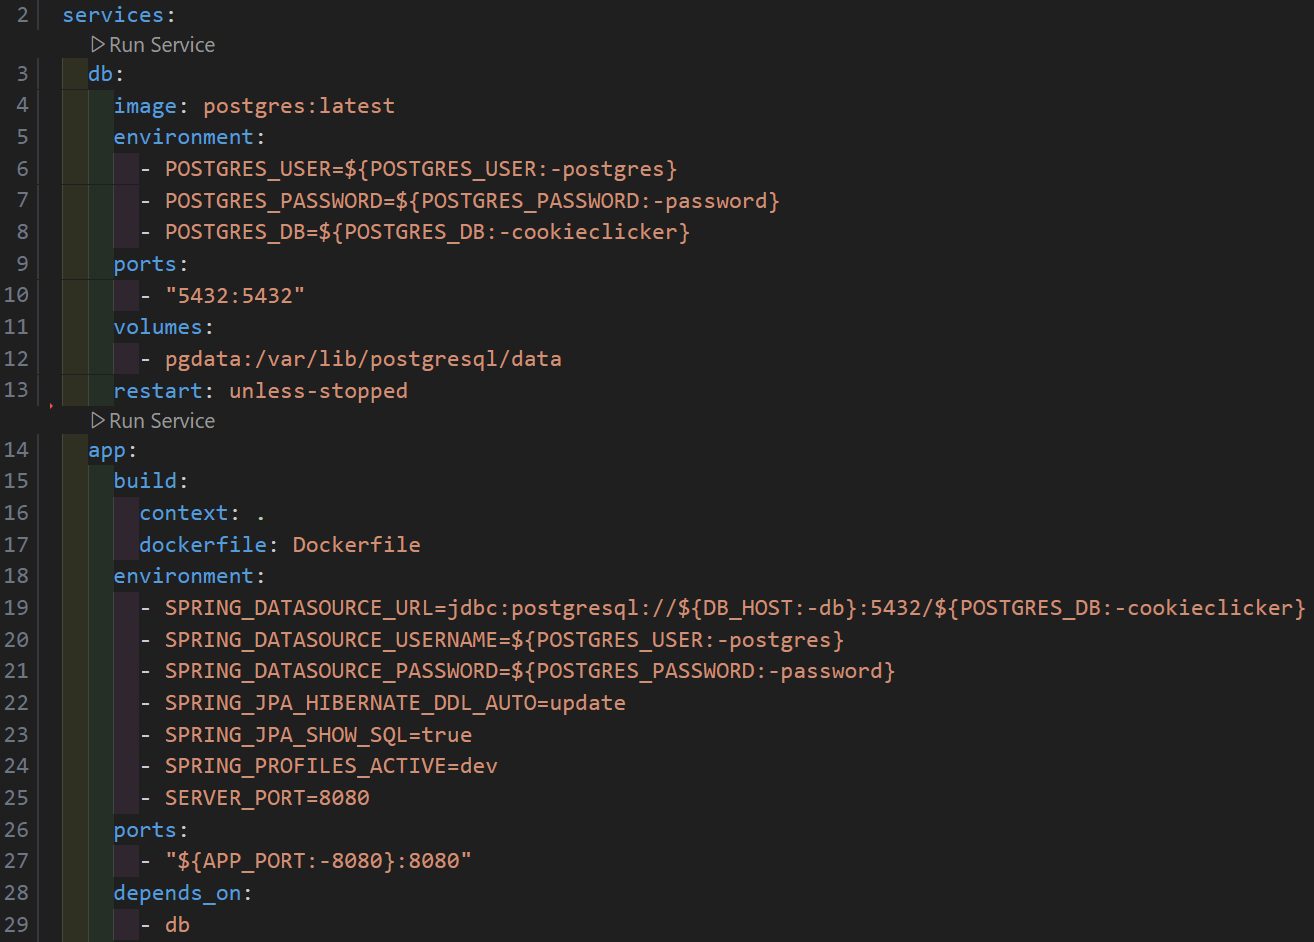 2 services:
▷ Run Service
3 db:
4 image: postgres:latest
5 environment:
6 - POSTGRES_USER=${POSTGRES_USER:-postgres}
7 - POSTGRES_PASSWORD=${POSTGRES_PASSWORD:-password}
8 - POSTGRES_DB=${POSTGRES_DB:-cookieclicker}
9 ports:
10 - "5432:5432"
11 volumes:
12 - pgdata:/var/lib/postgresql/data
13 restart: unless-stopped
▷ Run Service
14 app:
15 build:
16 context: .
17 dockerfile: Dockerfile
18 environment:
19 - SPRING_DATASOURCE_URL=jdbc:postgresql://${DB_HOST:-db}:5432/${POSTGRES_DB:-cookieclicker}
20 - SPRING_DATASOURCE_USERNAME=${POSTGRES_USER:-postgres}
21 - SPRING_DATASOURCE_PASSWORD=${POSTGRES_PASSWORD:-password}
22 - SPRING_JPA_HIBERNATE_DDL_AUTO=update
23 - SPRING_JPA_SHOW_SQL=true
24 - SPRING_PROFILES_ACTIVE=dev
25 - SERVER_PORT=8080
26 ports:
27 - "${APP_PORT:-8080}:8080"
28 depends_on:
29 - db